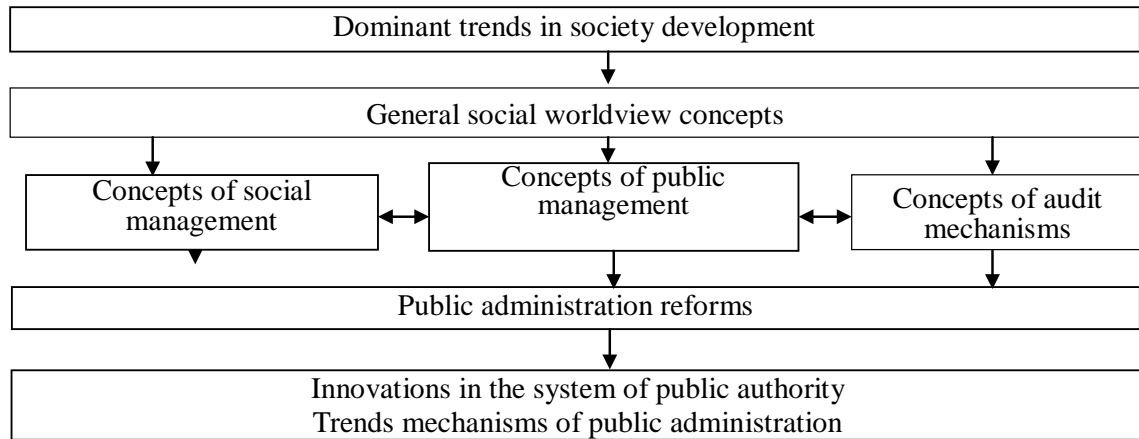 Dominant trends in society development
General social worldview concepts
Concepts of social
management
Concepts of public
management
Concepts of audit
mechanisms
Public administration reforms
Innovations in the system of public authority
Trends mechanisms of public administration